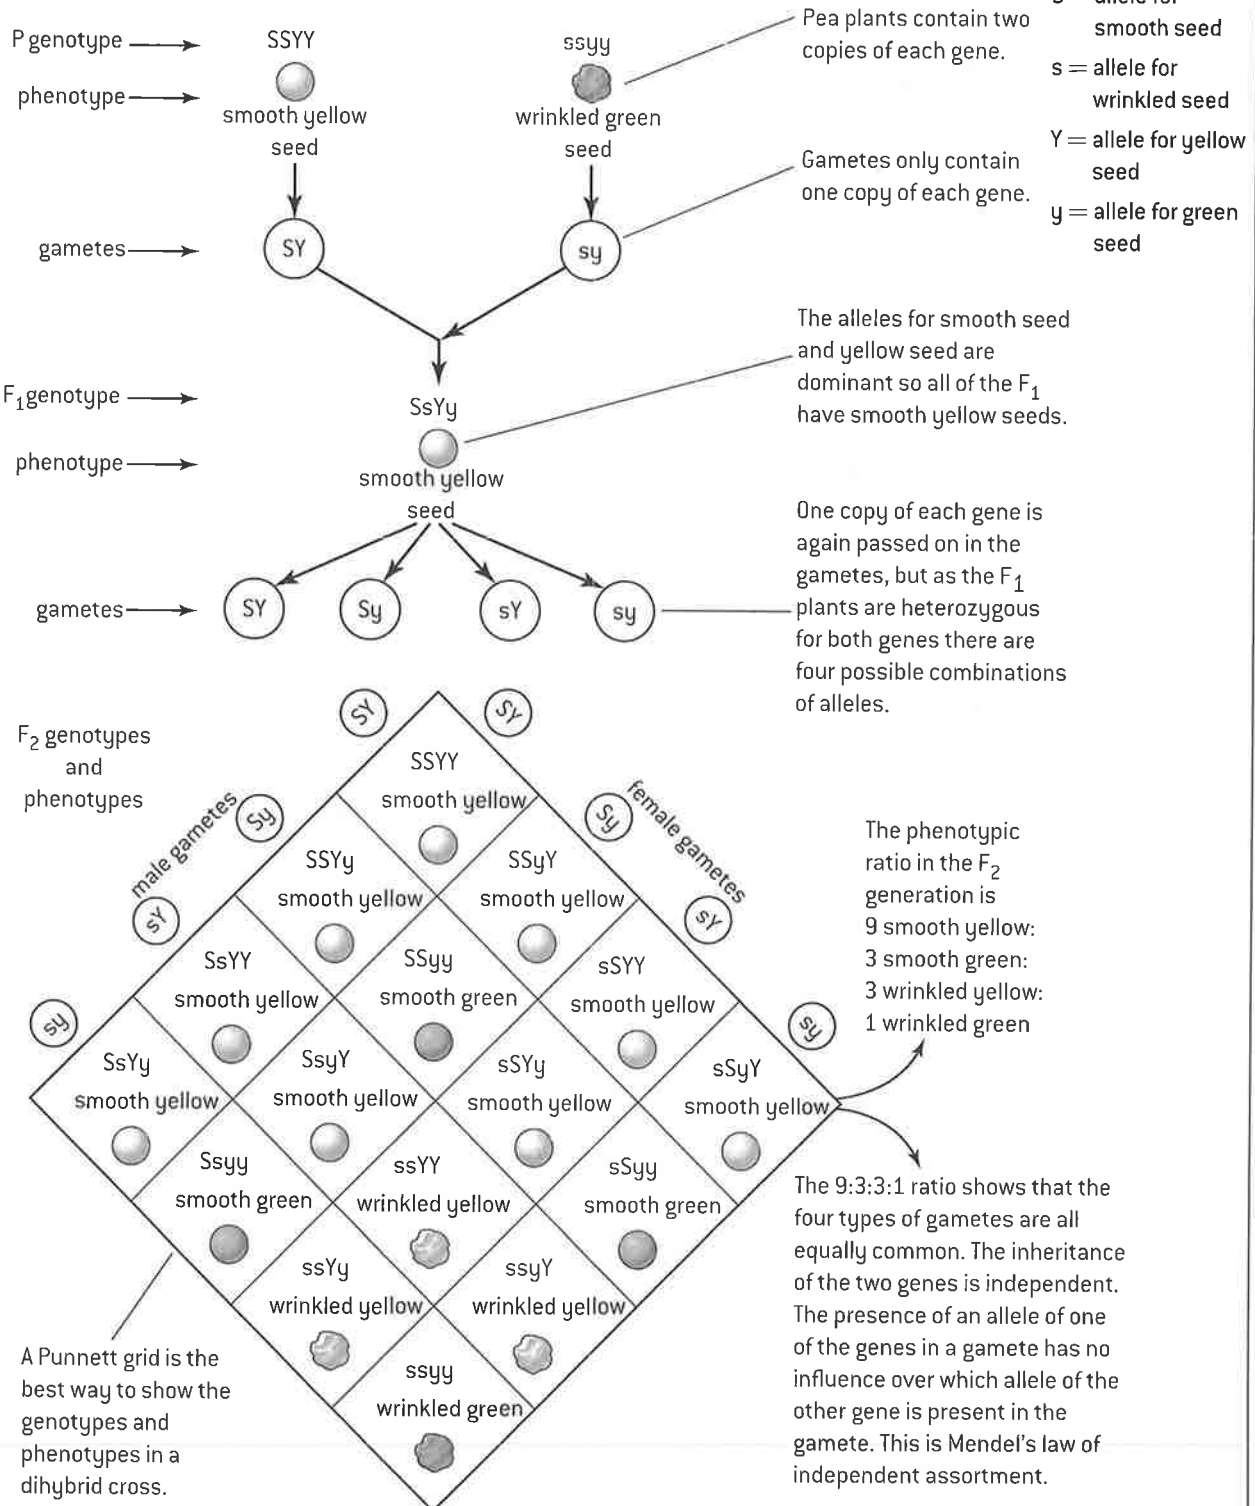 P genotype
SSYY
ssyy
phenotype
smooth yellow
seed
wrinkled green
seed
Pea plants contain two
copies of each gene.
smooth seed
s = allele for
wrinkled seed
Y = allele for yellow
seed
y = allele for green
seed
Gametes only contain
one copy of each gene.
gametes
SY
sy
The alleles for smooth seed
and yellow seed are
dominant so all of the F1
have smooth yellow seeds.
F1 genotype
SsYy
phenotype
smooth yellow
seed
One copy of each gene is
again passed on in the
gametes, but as the F1
plants are heterozygous
for both genes there are
four possible combinations
of alleles.
gametes
SY
Sy
sY
sy
F2 genotypes
and
phenotypes
male gametes
SY
Sy
sY
sy
female gametes
SY
Sy
sY
sy
SSYY
smooth yellow
SSYy
smooth yellow
SSyY
smooth yellow
SsYY
smooth yellow
SSyy
smooth green
sSYY
smooth yellow
SsYy
smooth yellow
SsyY
smooth yellow
sSYy
smooth yellow
sSyY
smooth yellow
Ssyy
smooth green
ssYY
wrinkled yellow
sSyy
smooth green
ssYy
wrinkled yellow
ssyY
wrinkled yellow
ssyy
wrinkled green
The phenotypic
ratio in the F2
generation is
9 smooth yellow:
3 smooth green:
3 wrinkled yellow:
1 wrinkled green
The 9:3:3:1 ratio shows that the
four types of gametes are all
equally common. The inheritance
of the two genes is independent.
The presence of an allele of one
of the genes in a gamete has no
influence over which allele of the
other gene is present in the
gamete. This is Mendel's law of
independent assortment.
A Punnett grid is the
best way to show the
genotypes and
phenotypes in a
dihybrid cross.